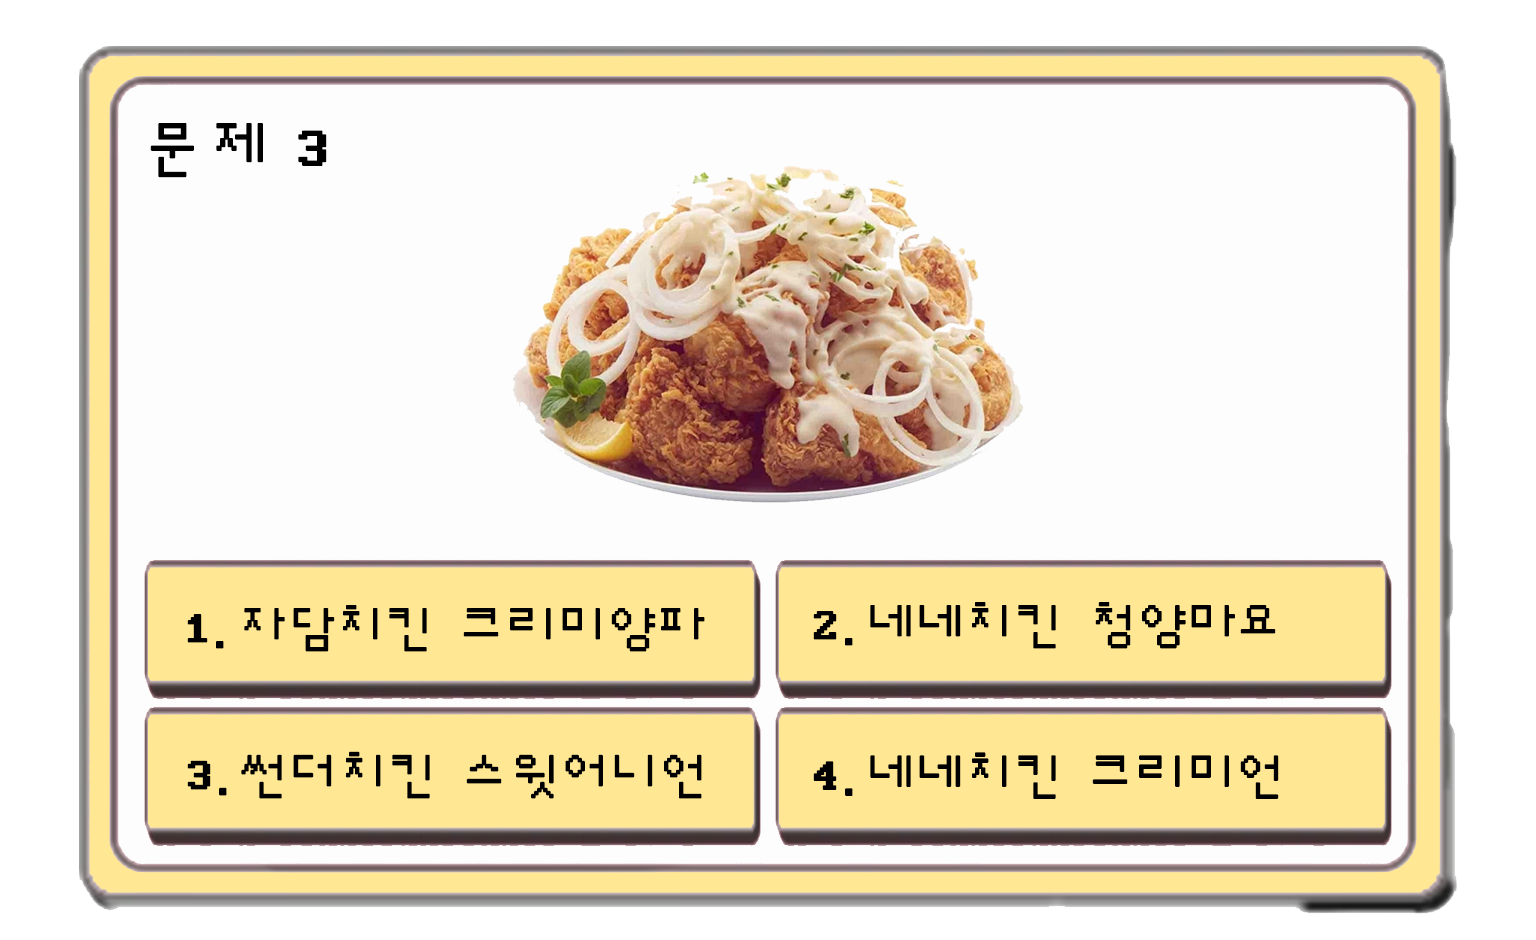 문제 3
1. 자담치킨 크리미양파
2. 네네치킨 청양마요
3. 썬더치킨 스윗어니언
4. 네네치킨 크리미언